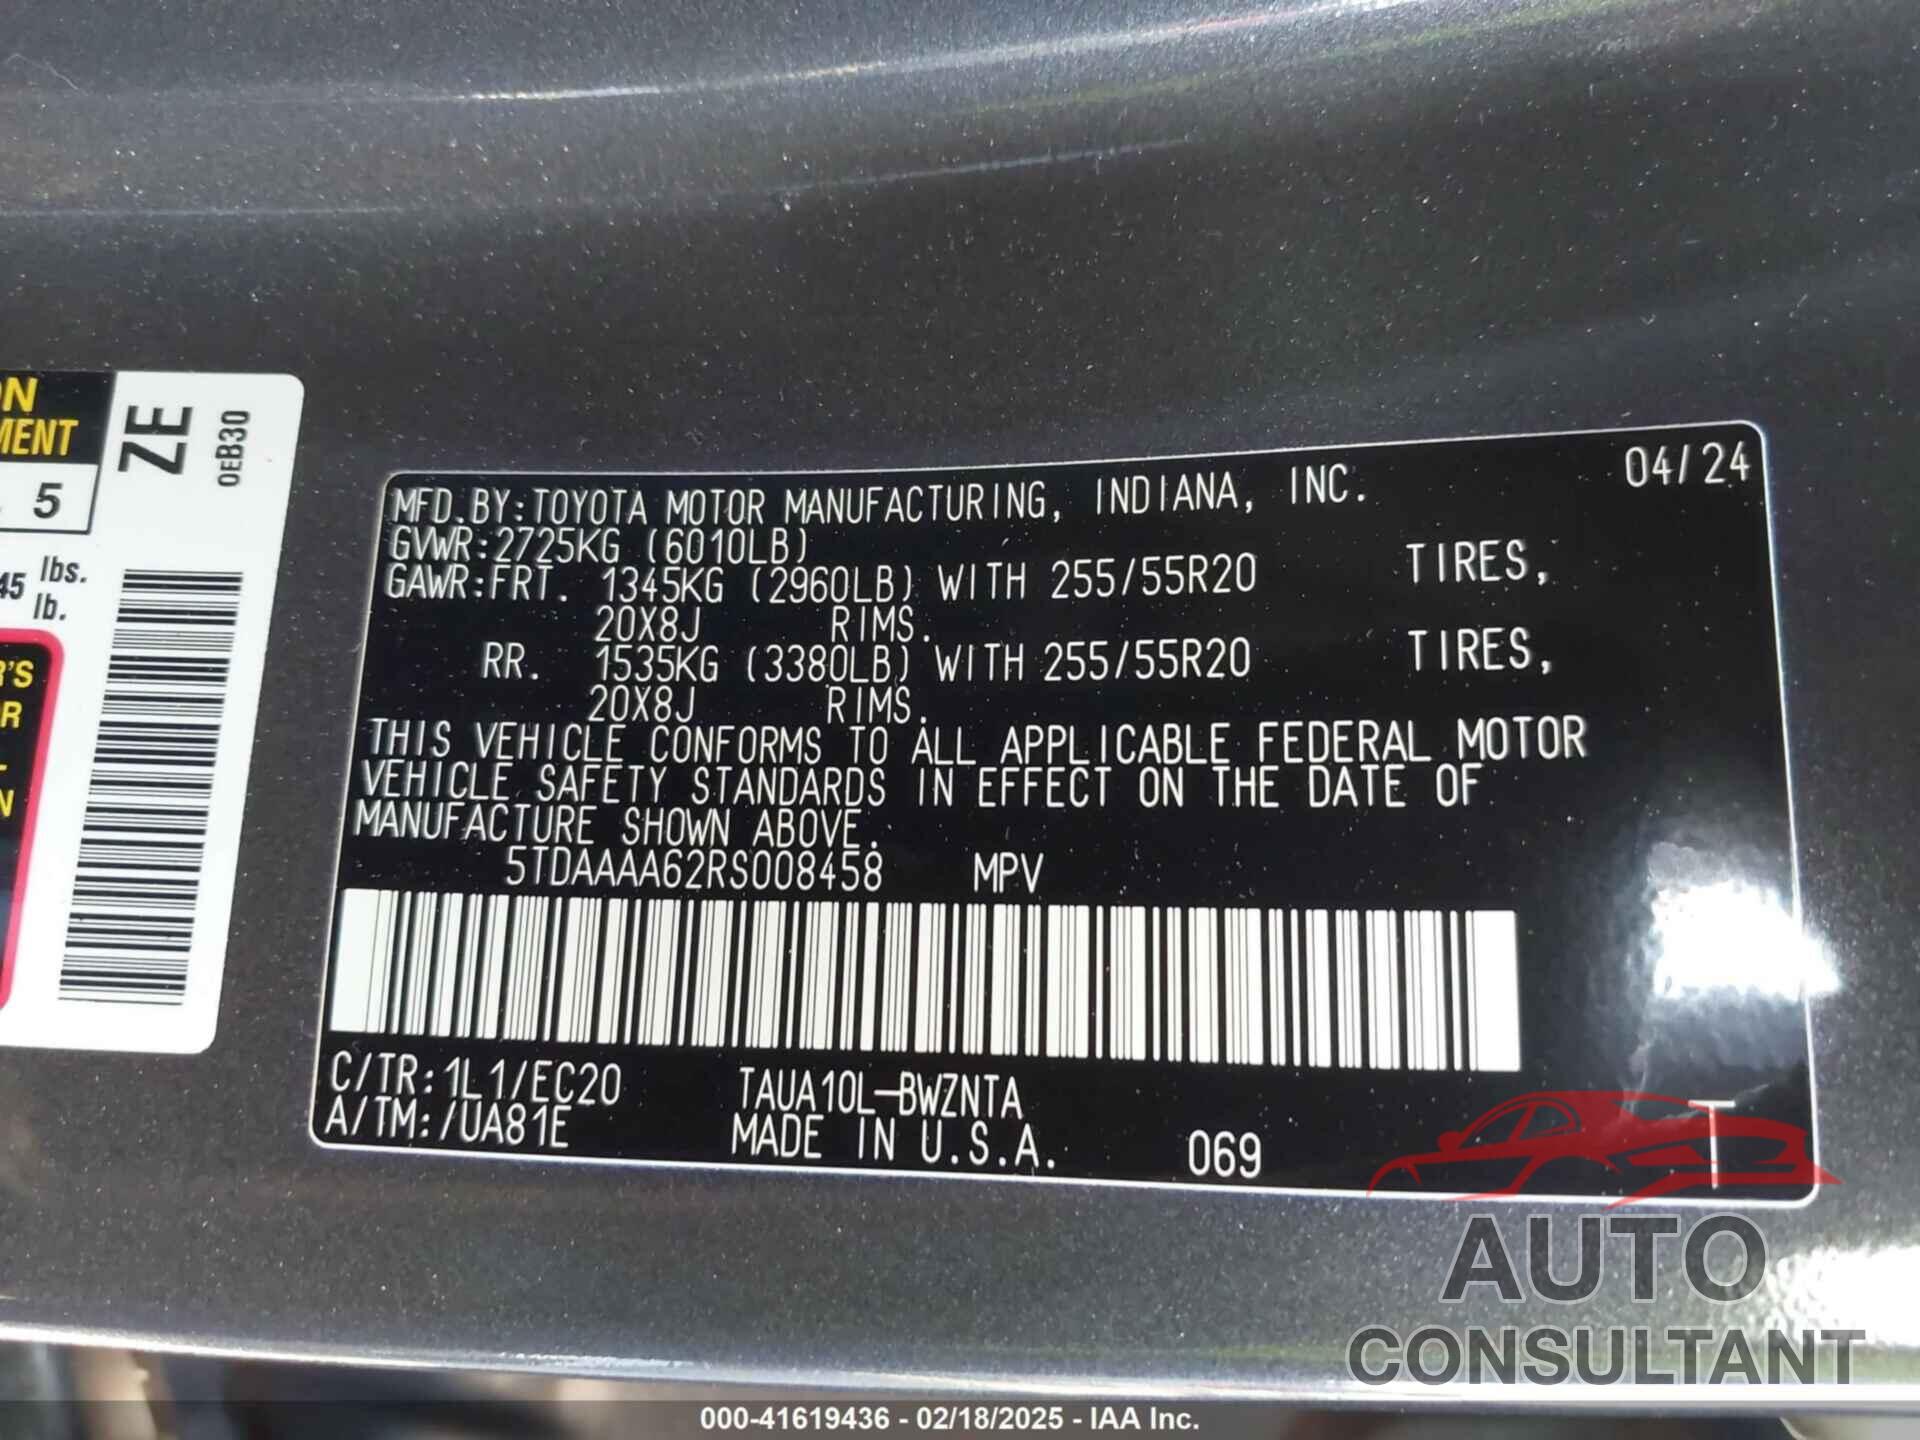 ON
MENT
5
45 lbs.
lb.
R'S
OR
N
ZE
0EB30
MFD.BY:TOYOTA MOTOR MANUFACTURING, INDIANA, INC. 04/24
GVWR:2725KG (6010LB)
GAWR:FRT. 1345KG (2960LB) WITH 255/55R20 TIRES,
20X8J RIMS.
RR. 1535KG (3380LB) WITH 255/55R20 TIRES,
20X8J RIMS.
THIS VEHICLE CONFORMS TO ALL APPLICABLE FEDERAL MOTOR
VEHICLE SAFETY STANDARDS IN EFFECT ON THE DATE OF
MANUFACTURE SHOWN ABOVE.
5TDAAAA62RS008458 MPV
C/TR:1L1/EC20 TAUA10L-BWZNTA
A/TM:/UA81E MADE IN U.S.A. 069 T
AUTO
CONSULTANT
000-41619436 - 02/18/2025 - IAA Inc.